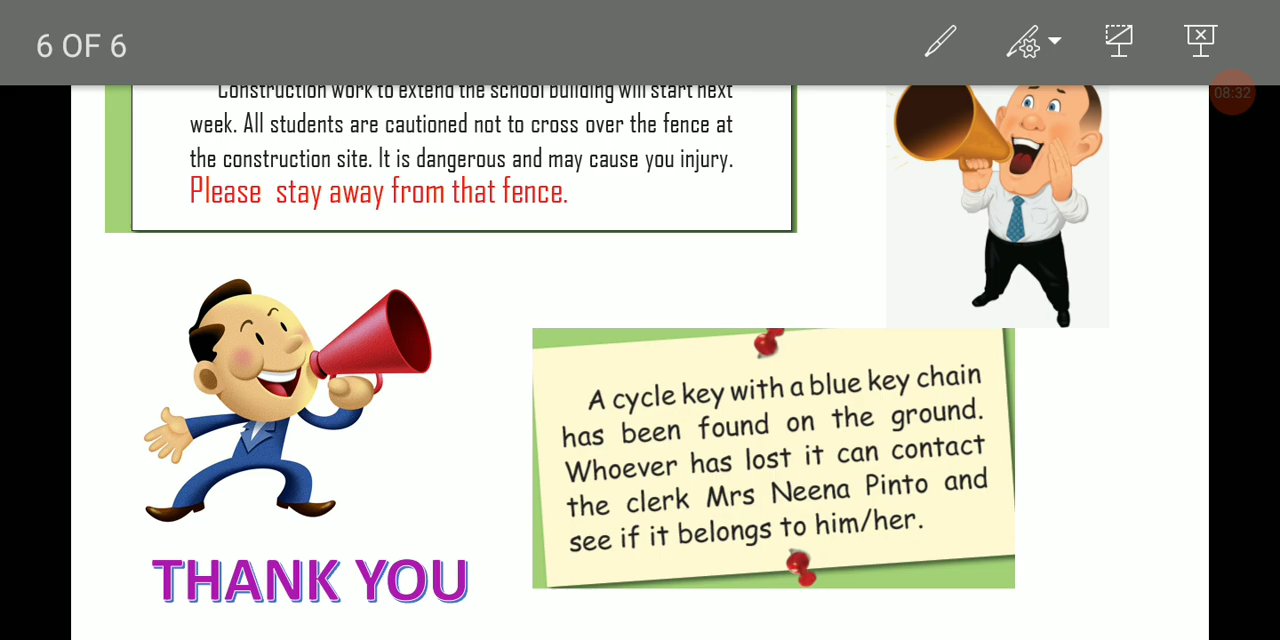 6 OF 6
08:32
Construction work to extend the school building will start next
week. All students are cautioned not to cross over the fence at
the construction site. It is dangerous and may cause you injury.
Please stay away from that fence.
A cycle key with a blue key chain
has been found on the ground.
Whoever has lost it can contact
the clerk Mrs Neena Pinto and
see if it belongs to him/her.
THANK YOU